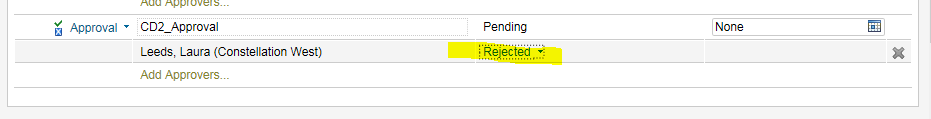 Add Approvers...
Approval CD2_Approval Pending None
Leeds, Laura (Constellation West) Rejected
Add Approvers...